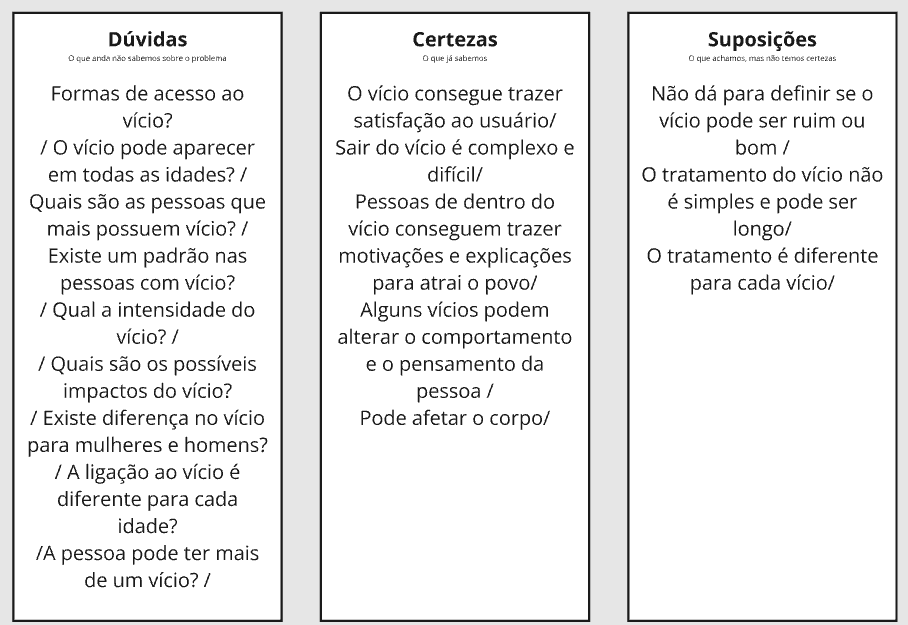 Dúvidas
O que anda não sabemos sobre o problema
Formas de acesso ao
vício?
/ O vício pode aparecer
em todas as idades? /
Quais são as pessoas que
mais possuem vício? /
Existe um padrão nas
pessoas com vício?
/ Qual a intensidade do
vício? /
/ Quais são os possíveis
impactos do vício?
/ Existe diferença no vício
para mulheres e homens?
/ A ligação ao vício é
diferente para cada
idade?
/A pessoa pode ter mais
de um vício? /
Certezas
O que já sabemos
O vício consegue trazer
satisfação ao usuário/
Sair do vício é complexo e
difícil/
Pessoas de dentro do
vício conseguem trazer
motivações e explicações
para atrai o povo/
Alguns vícios podem
alterar o comportamento
e o pensamento da
pessoa /
Pode afetar o corpo/
Suposições
O que achamos, mas não temos certezas
Não dá para definir se o
vício pode ser ruim ou
bom /
O tratamento do vício não
é simples e pode ser
longo/
O tratamento é diferente
para cada vício/